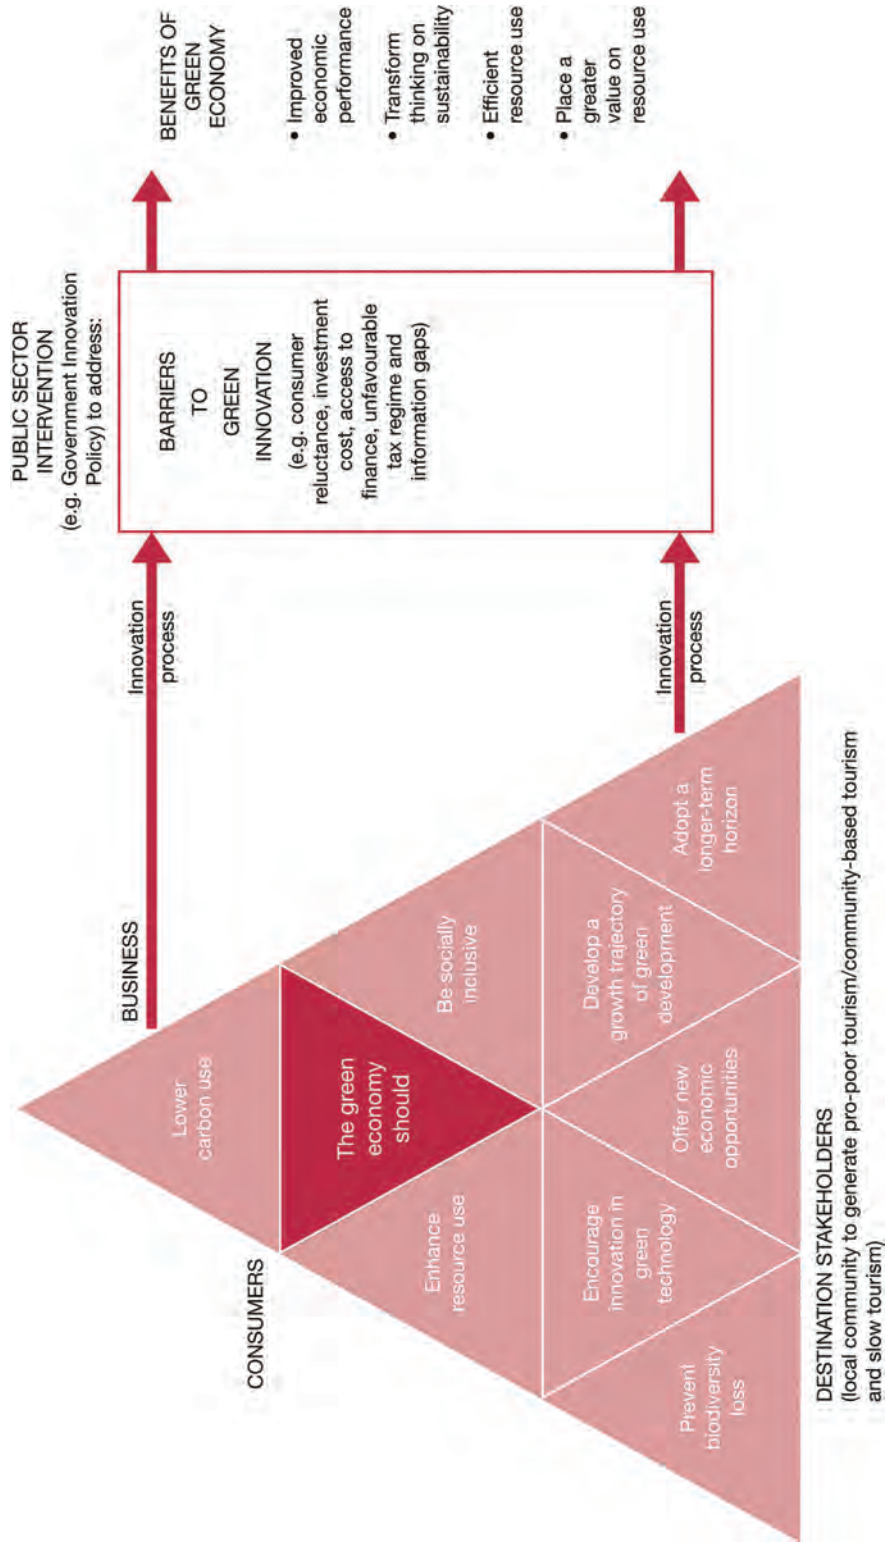 CONSUMERS
BUSINESS
Lower
carbon use
The green
economy
should
Enhance
resource use
Be socially
inclusive
Encourage
innovation in
green
technology
Develop a
growth trajectory
of green
development
Prevent
biodiversity
loss
Offer new
economic
opportunities
Adopt a
longer-term
horizon
DESTINATION STAKEHOLDERS
(local community to generate pro-poor tourism/community-based tourism
and slow tourism)
Innovation
process
Innovation
process
PUBLIC SECTOR
INTERVENTION
(e.g. Government Innovation
Policy) to address:
BARRIERS
TO
GREEN
INNOVATION
(e.g. consumer
reluctance, investment
cost, access to
finance, unfavourable
tax regime and
information gaps)
BENEFITS OF
GREEN
ECONOMY
• Improved
economic
performance
• Transform
thinking on
sustainability
• Efficient
resource use
• Place a
greater
value on
resource use